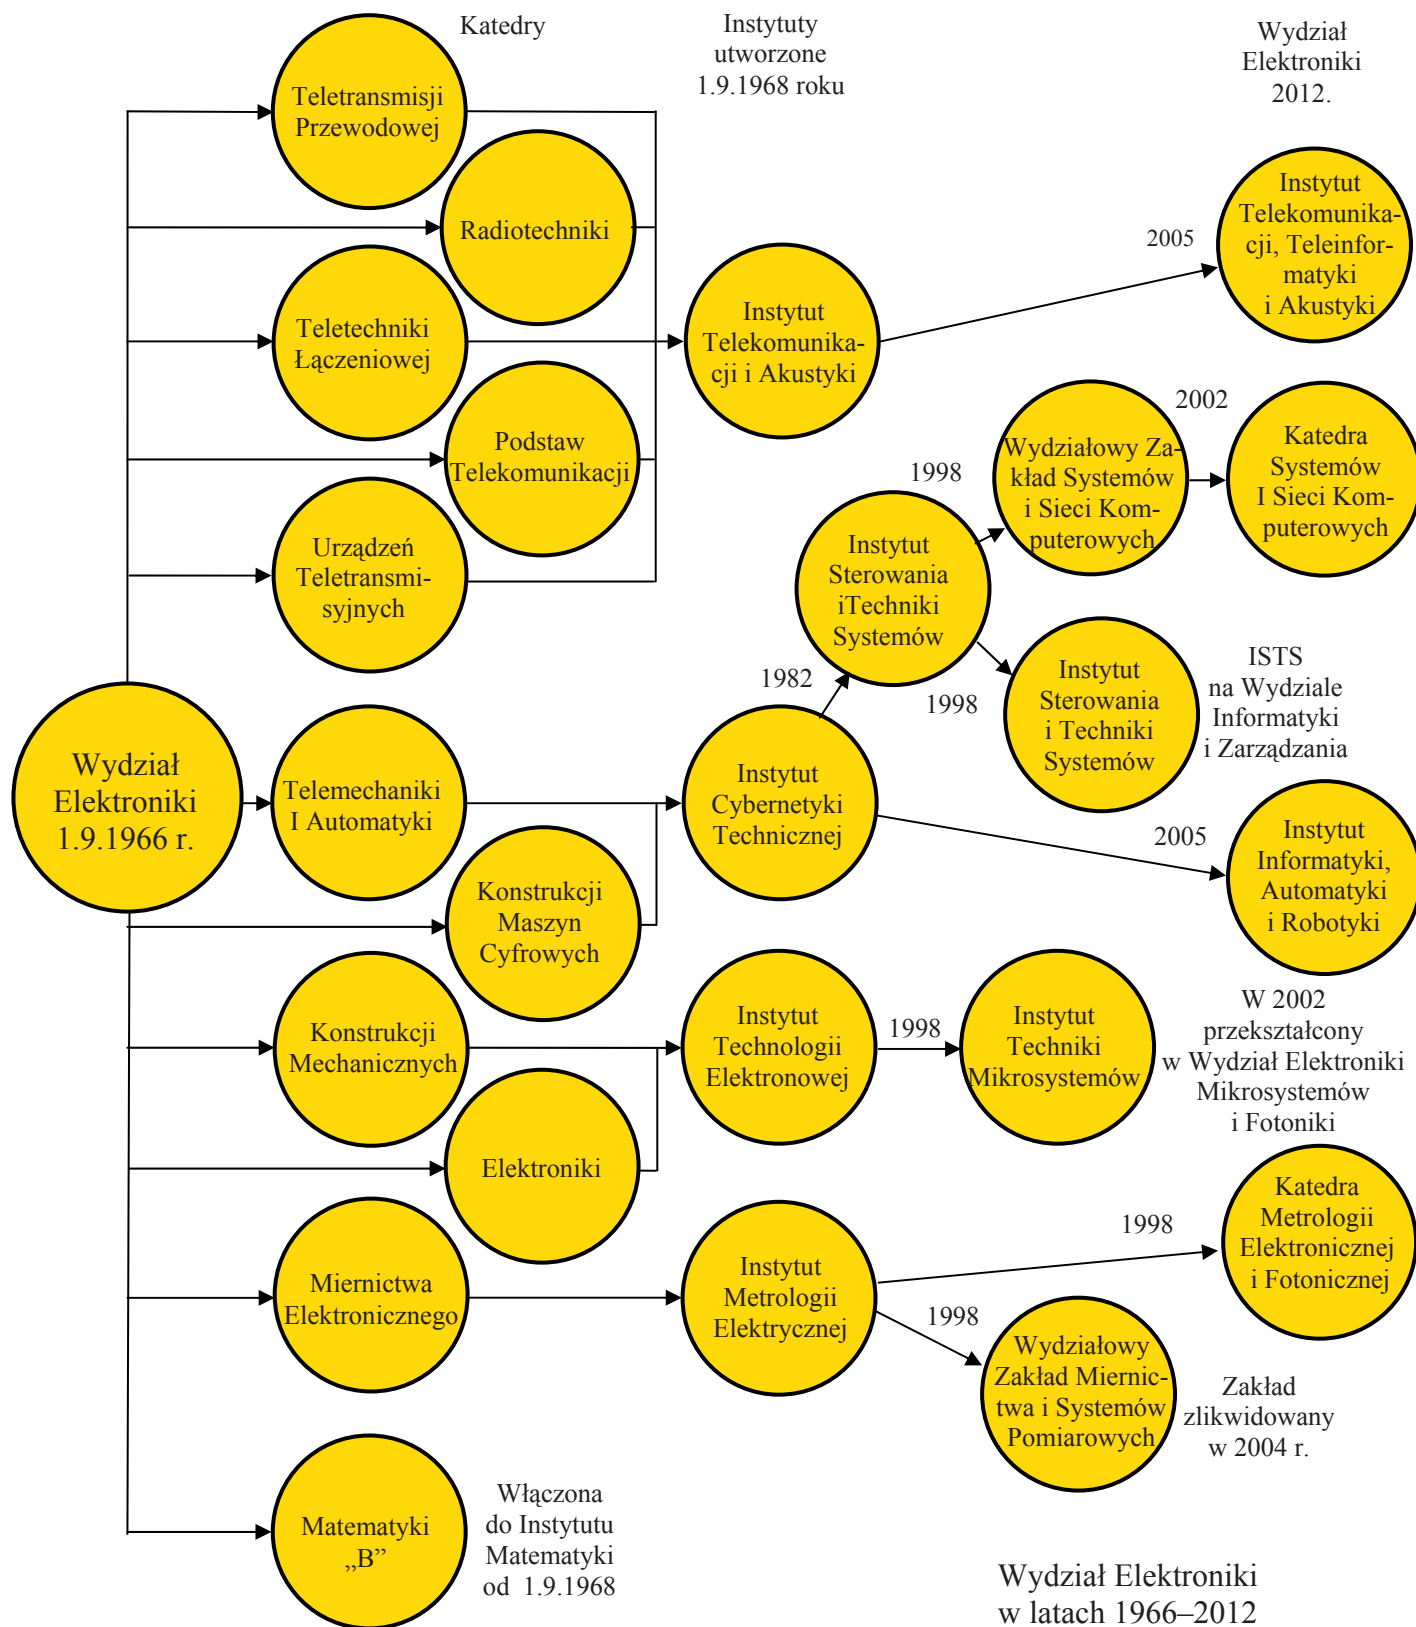 Katedry
Instytuty
utworzone
1.9.1968 roku
Wydział
Elektroniki
2012.
Teletransmisji
Przewodowej
Radiotechniki
Teletechniki
Łączeniowej
Podstaw
Telekomunikacji
Urządzeń
Teletransmi-
syjnych
Instytut
Telekomunika-
cji i Akustyki
2005
Instytut
Telekomunika-
cji, Teleinfor-
matyki
i Akustyki
Wydział
Elektroniki
1.9.1966 r.
Telemechaniki
I Automatyki
Konstrukcji
Maszyn
Cyfrowych
Instytut
Cybernetyki
Technicznej
1982
Instytut
Sterowania
iTechniki
Systemów
1998
Wydziałowy Za-
kład Systemów
i Sieci Kom-
puterowych
2002
Katedra
Systemów
I Sieci Kom-
puterowych
1998
Instytut
Sterowania
i Techniki
Systemów
ISTS
na Wydziale
Informatyki
i Zarządzania
2005
Instytut
Informatyki,
Automatyki
i Robotyki
Konstrukcji
Mechanicznych
Elektroniki
Instytut
Technologii
Elektronowej
1998
Instytut
Techniki
Mikrosystemów
W 2002
przekształcony
w Wydział Elektroniki
Mikrosystemów
i Fotoniki
Miernictwa
Elektronicznego
Instytut
Metrologii
Elektrycznej
1998
Katedra
Metrologii
Elektronicznej
i Fotonicznej
1998
Wydziałowy
Zakład Miernic-
twa i Systemów
Pomiarowych
Zakład
zlikwidowany
w 2004 r.
Matematyki
„B”
Włączona
do Instytutu
Matematyki
od 1.9.1968
Wydział Elektroniki
w latach 1966–2012